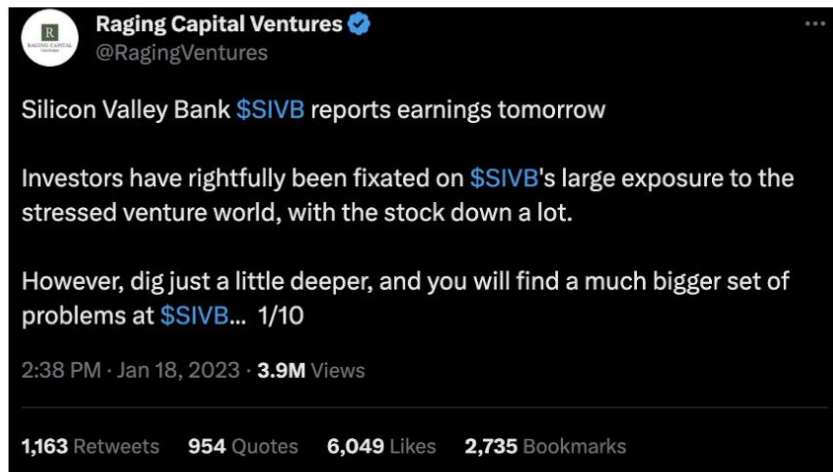 Raging Capital Ventures
@RagingVentures
Silicon Valley Bank $SIVB reports earnings tomorrow
Investors have rightfully been fixated on $SIVB's large exposure to the
stressed venture world, with the stock down a lot.
However, dig just a little deeper, and you will find a much bigger set of
problems at $SIVB... 1/10
2:38 PM · Jan 18, 2023 · 3.9M Views
1,163 Retweets 954 Quotes 6,049 Likes 2,735 Bookmarks
R
RAGING CAPITAL
VENTURES